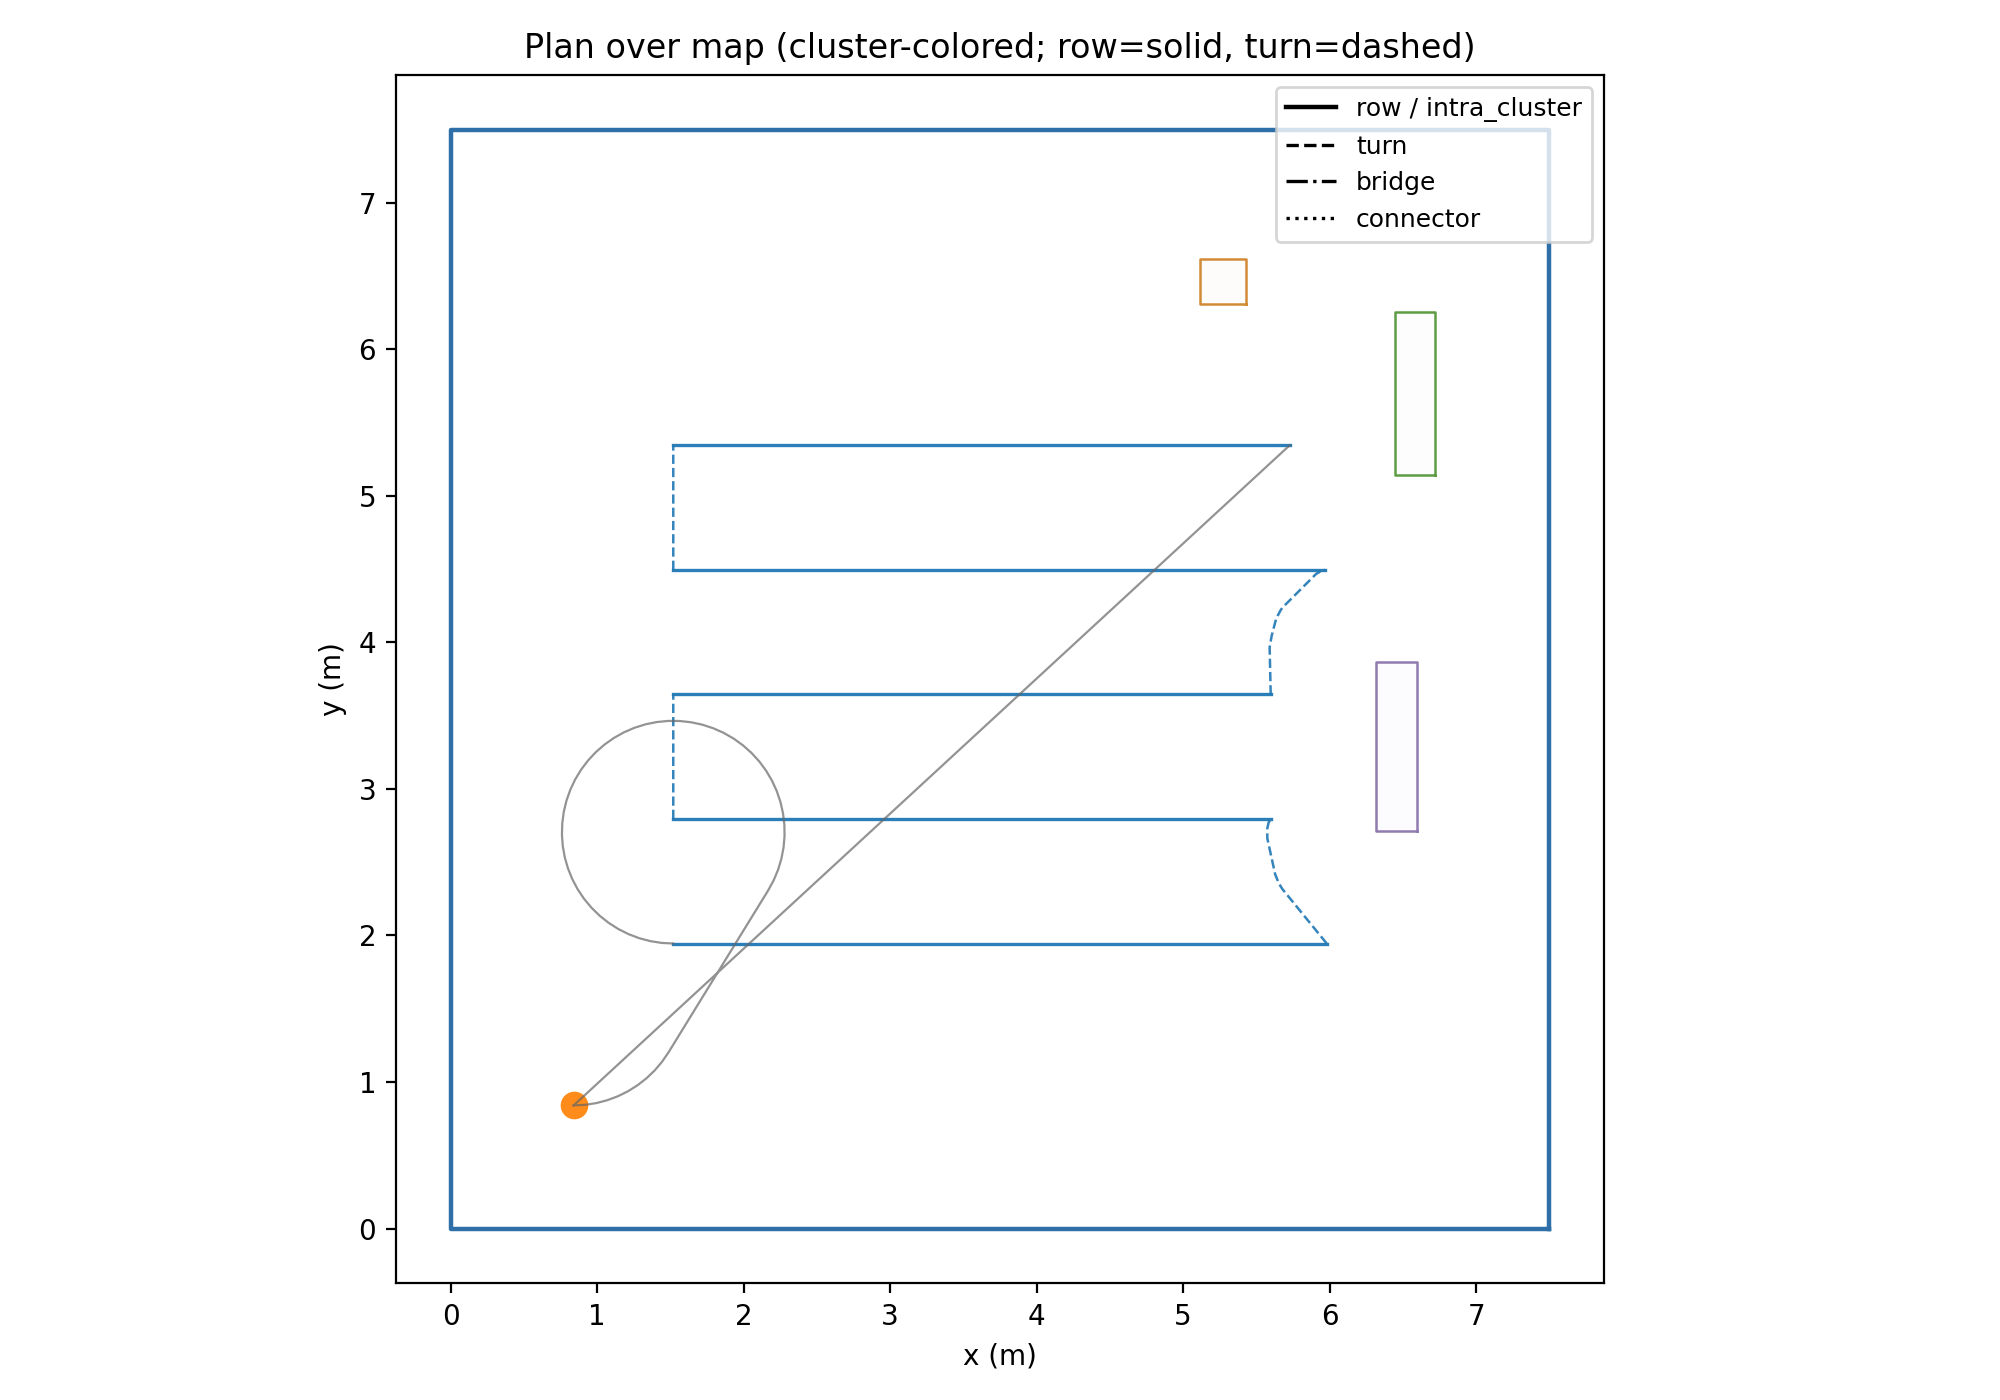 Plan over map (cluster-colored; row=solid, turn=dashed)
row / intra_cluster
turn
bridge
connector
7
6
5
4
3
2
1
0
y (m)
0 1 2 3 4 5 6 7
x (m)